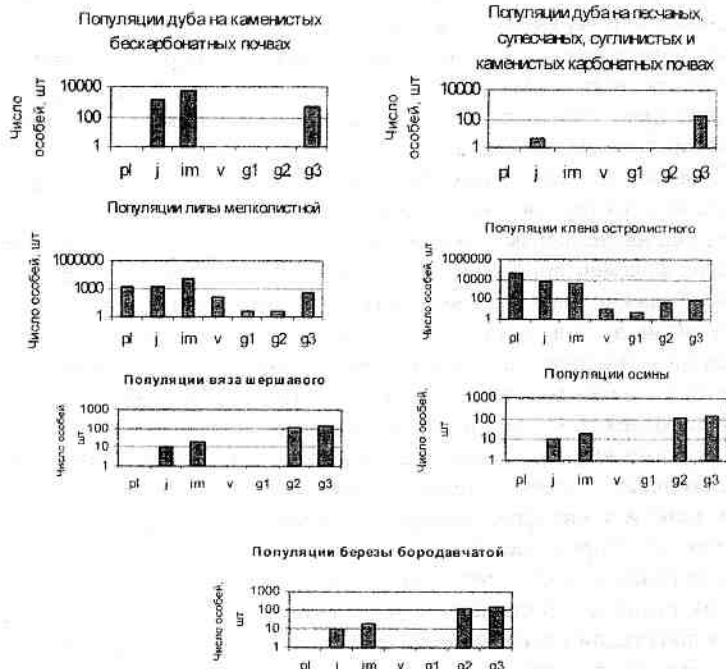 Популяции дуба на каменистых
бескарбонатных почвах
Число
особей, шт
10000
100
1
pl j im v g1 g2 g3
Популяции дуба на песчаных,
супесчаных, суглинистых и
каменистых карбонатных почвах
Число
особей, шт
10000
100
1
pl j im v g1 g2 g3
Популяции липы мелколистной
Число особей, шт
1000000
1000
1
pl j im v g1 g2 g3
Популяции клена остролистного
Число особей, шт
1000000
10000
100
1
pl j im v g1 g2 g3
Популяции вяза шершавого
Число особей,
шт
1000
100
10
1
pl j im v g1 g2 g3
Популяции осины
Число особей,
шт
1000
100
10
1
pl j im v g1 g2 g3
Популяции березы бородавчатой
Число особей,
шт
1000
100
10
1
pl j im v g1 g2 g3